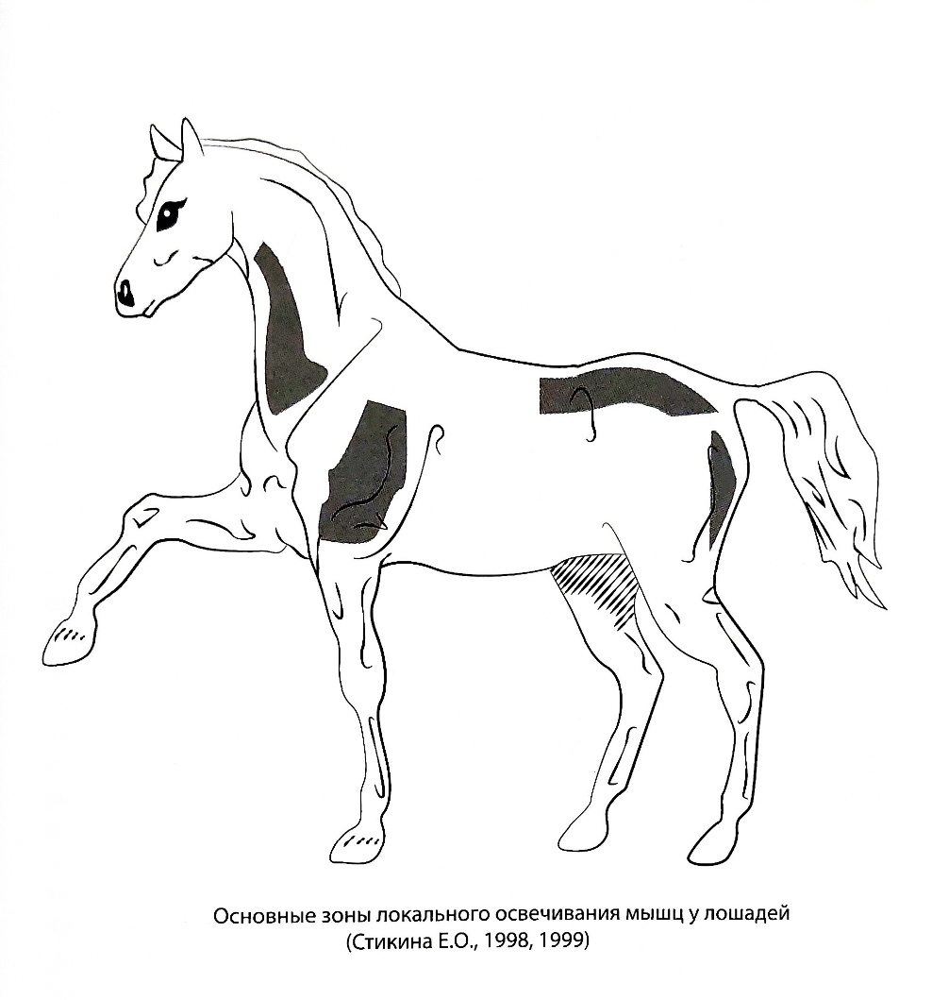 Основные зоны локального освечивания мышц у лошадей
(Стикина Е.О., 1998, 1999)